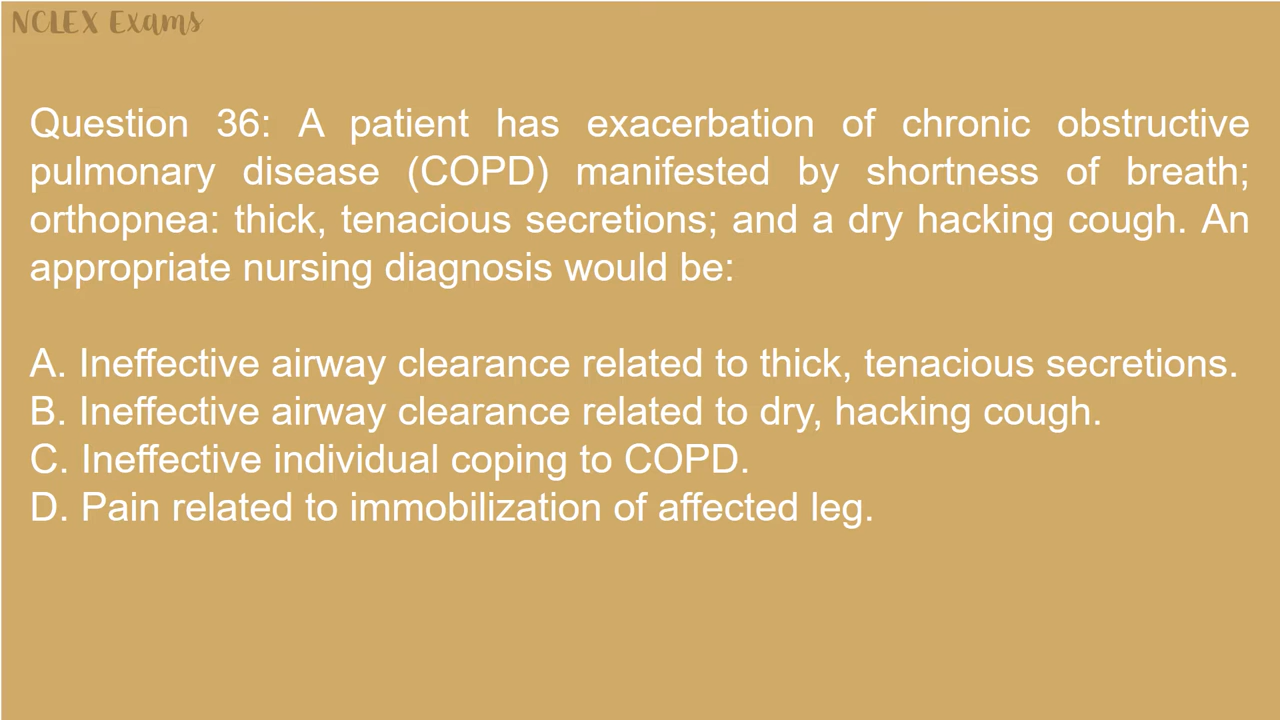 NCLEX Exams
Question 36: A patient has exacerbation of chronic obstructive
pulmonary disease (COPD) manifested by shortness of breath;
orthopnea: thick, tenacious secretions; and a dry hacking cough. An
appropriate nursing diagnosis would be:
A. Ineffective airway clearance related to thick, tenacious secretions.
B. Ineffective airway clearance related to dry, hacking cough.
C. Ineffective individual coping to COPD.
D. Pain related to immobilization of affected leg.